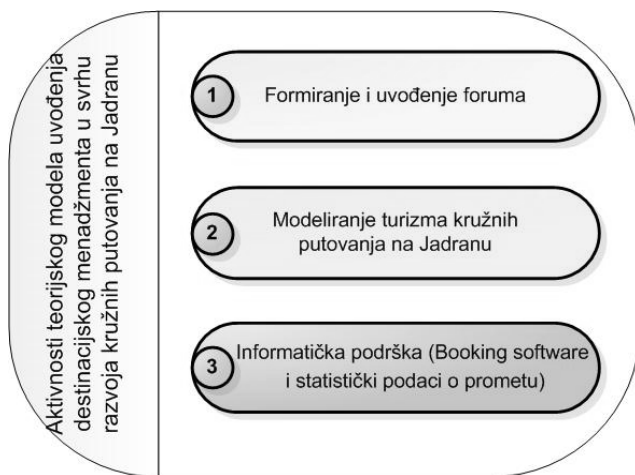 Aktivnosti teorijskog modela uvođenja
destinacijskog menadžmenta u svrhu
razvoja kružnih putovanja na Jadranu
1
Formiranje i uvođenje foruma
2
Modeliranje turizma kružnih
putovanja na Jadranu
3
Informatička podrška (Booking software
i statistički podaci o prometu)